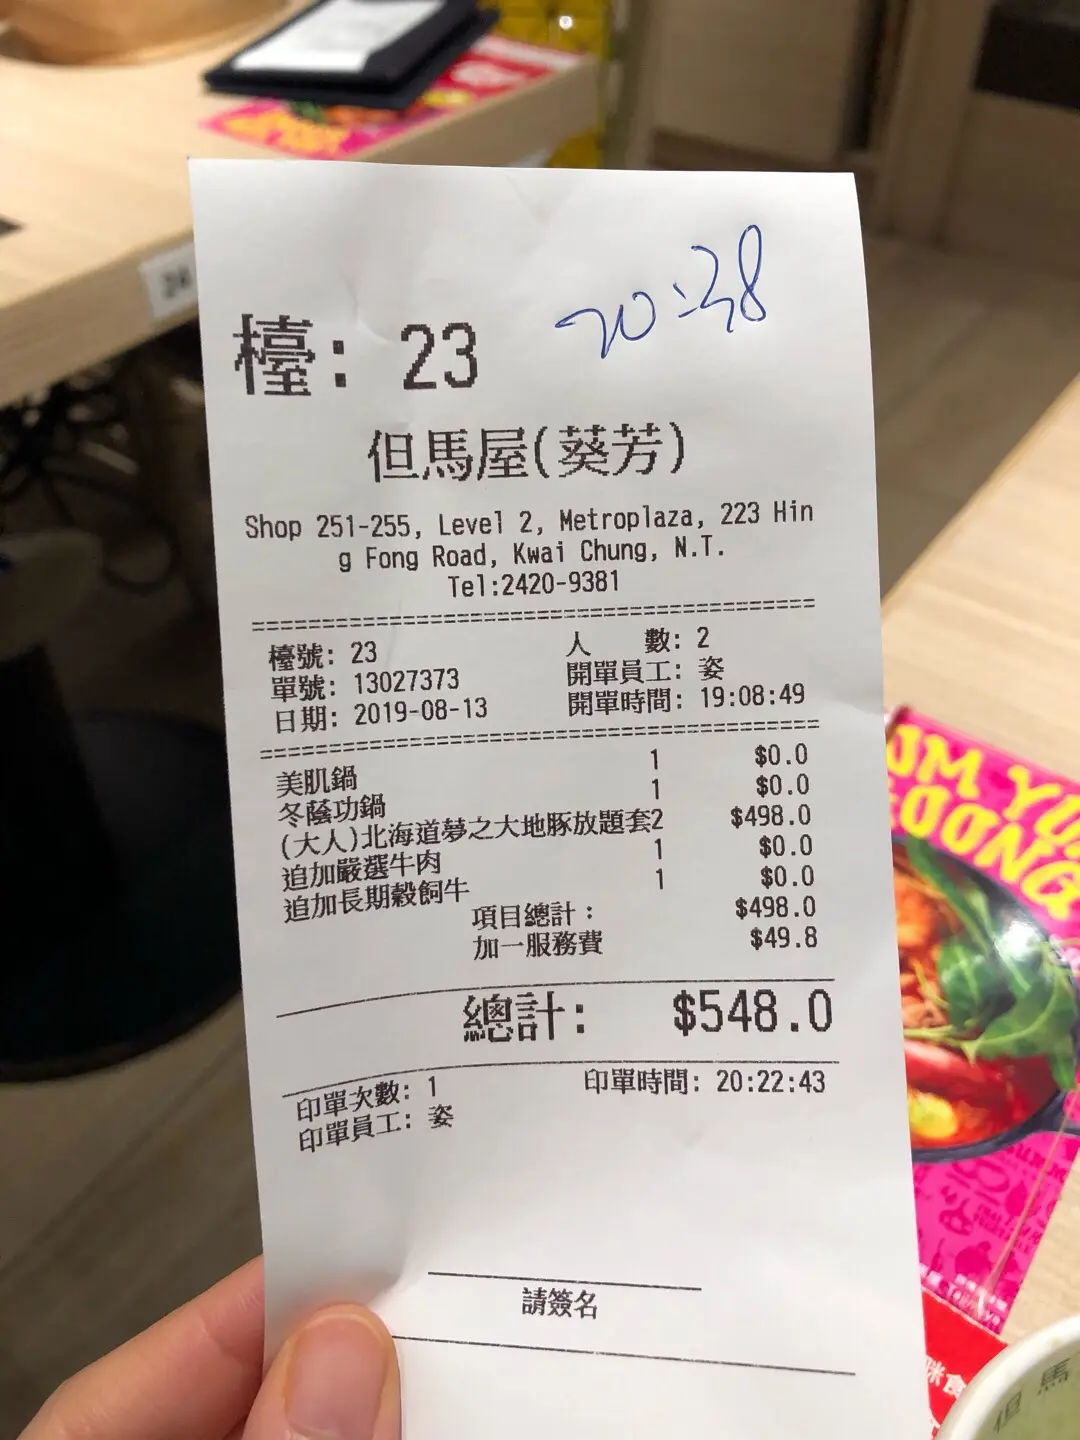 20:38
檯: 23
但馬屋(葵芳)
Shop 251-255, Level 2, Metroplaza, 223 Hin
g Fong Road, Kwai Chung, N.T.
Tel:2420-9381
檯號: 23 人 數: 2
單號: 13027373 開單員工: 姿
日期: 2019-08-13 開單時間: 19:08:49
美肌鍋 1 $0.0
冬蔭功鍋 1 $0.0
(大人)北海道夢之大地豚放題套2 $498.0
追加嚴選牛肉 1 $0.0
追加長期穀飼牛 1 $0.0
項目總計: $498.0
加一服務費 $49.8
總計: $548.0
印單次數: 1 印單時間: 20:22:43
印單員工: 姿
請簽名
但馬